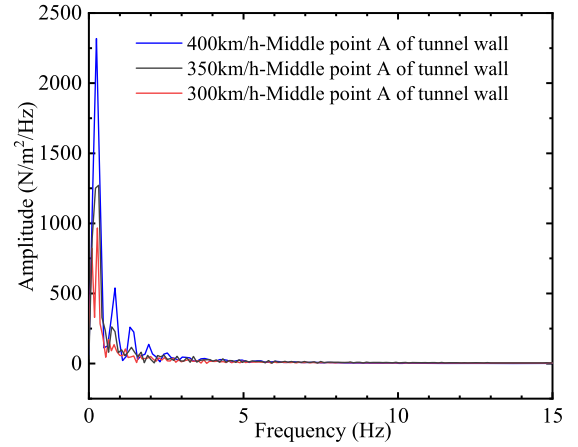 2500
2000
1500
1000
500
0
Amplitude (N/m²/Hz)
400km/h-Middle point A of tunnel wall
350km/h-Middle point A of tunnel wall
300km/h-Middle point A of tunnel wall
0 5 10 15
Frequency (Hz)